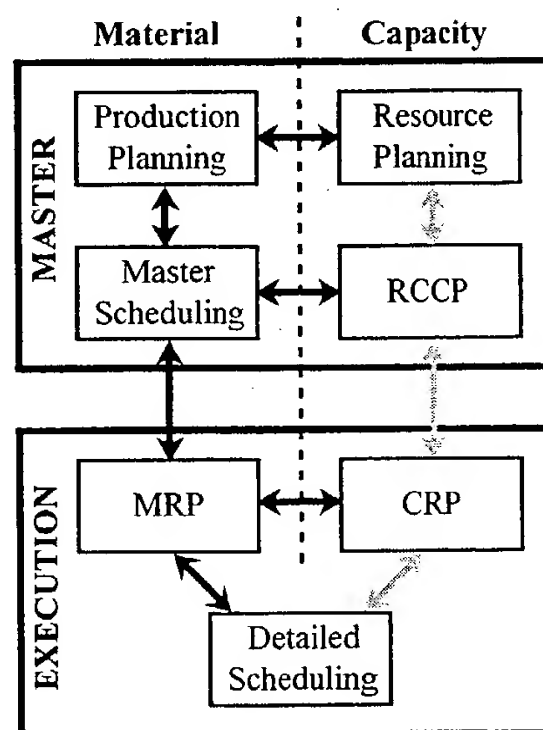 Material
Capacity
MASTER
Production
Planning
Resource
Planning
Master
Scheduling
RCCP
EXECUTION
MRP
CRP
Detailed
Scheduling